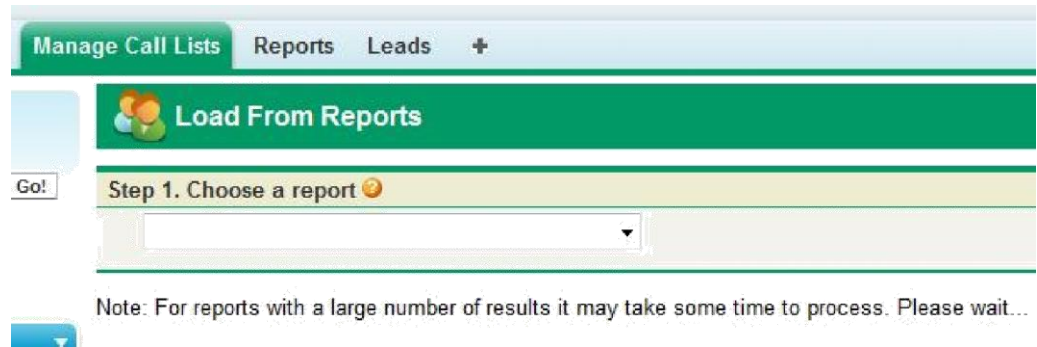 Manage Call Lists Reports Leads +
Load From Reports
Go!
Step 1. Choose a report ?
Note: For reports with a large number of results it may take some time to process. Please wait...